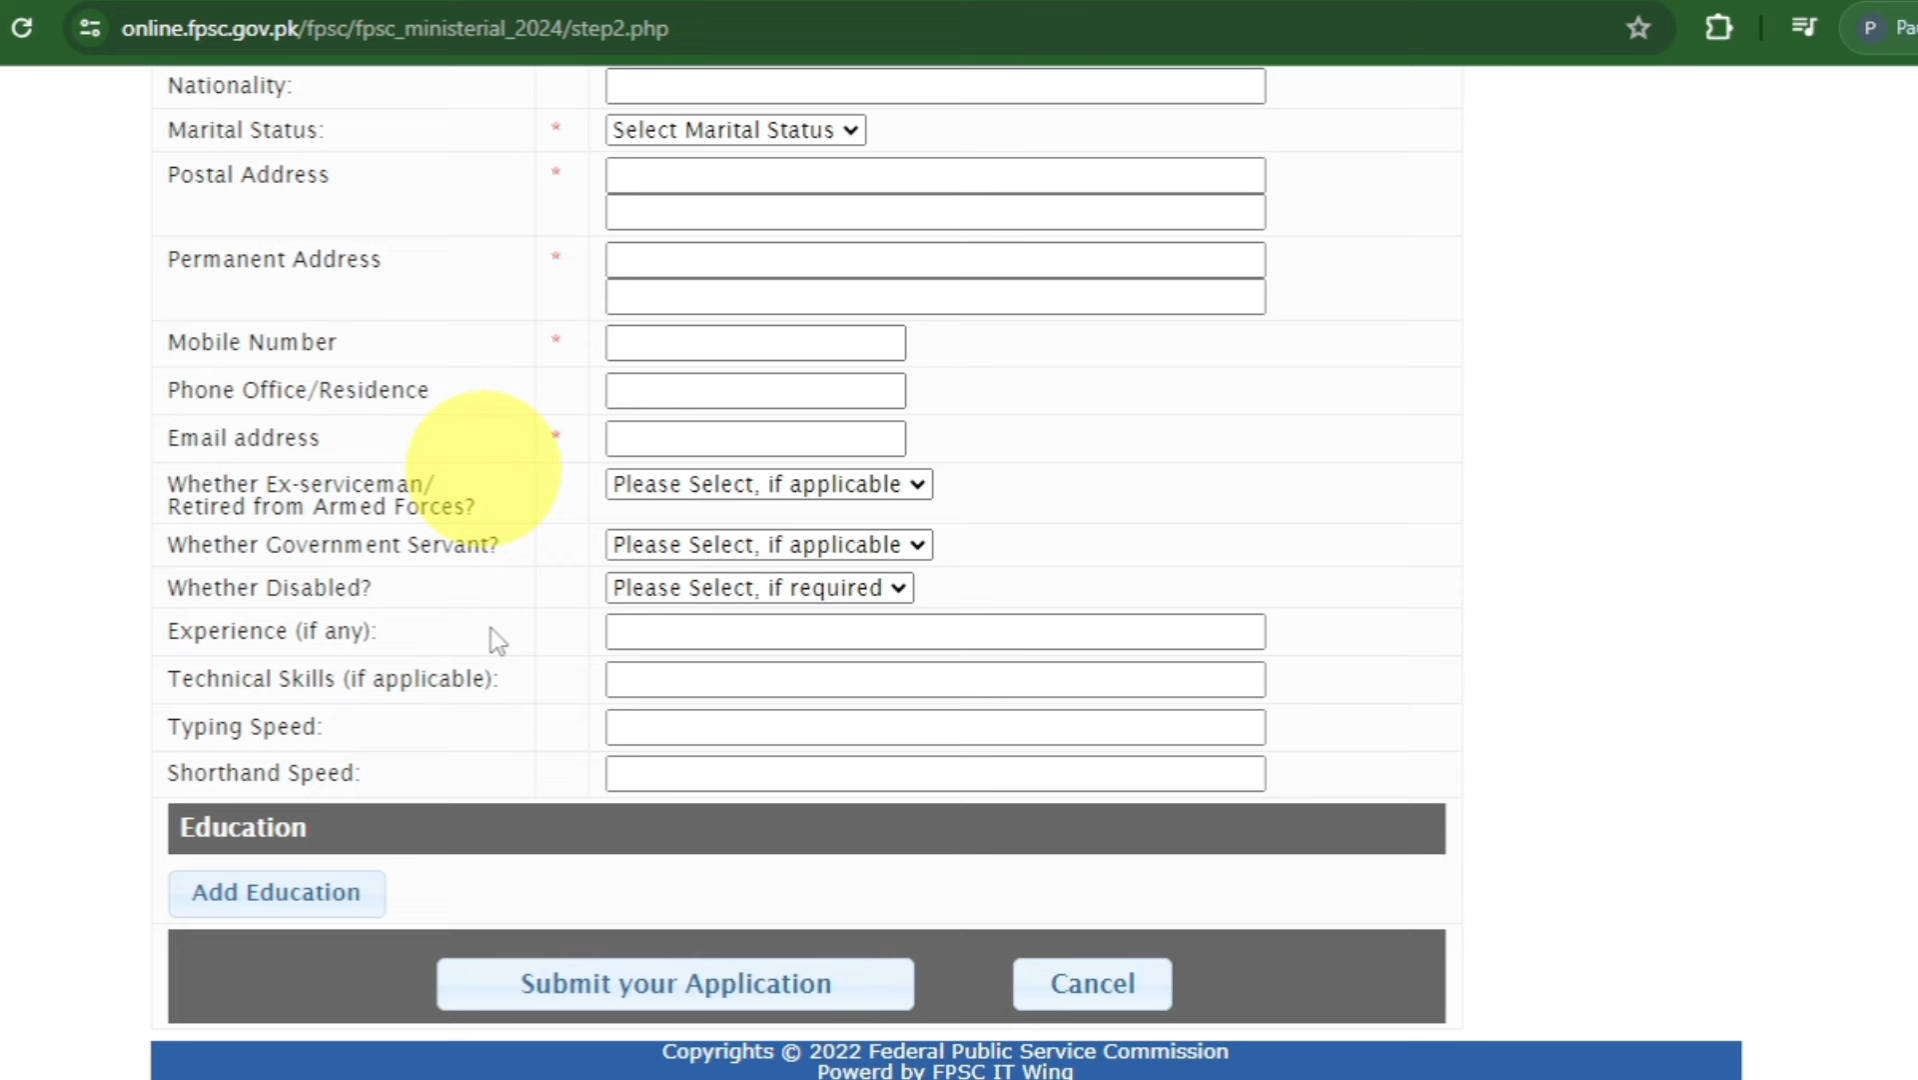 online.fpsc.gov.pk/fpsc/fpsc_ministerial_2024/step2.php
P
Nationality:
Marital Status: * Select Marital Status
Postal Address *
Permanent Address *
Mobile Number *
Phone Office/Residence
Email address *
Whether Ex-serviceman/
Retired from Armed Forces?
Please Select, if applicable
Whether Government Servant? Please Select, if applicable
Whether Disabled? Please Select, if required
Experience (if any):
Technical Skills (if applicable):
Typing Speed:
Shorthand Speed:
Education
Add Education
Submit your Application Cancel
Copyrights © 2022 Federal Public Service Commission
Powerd by FPSC IT Wing